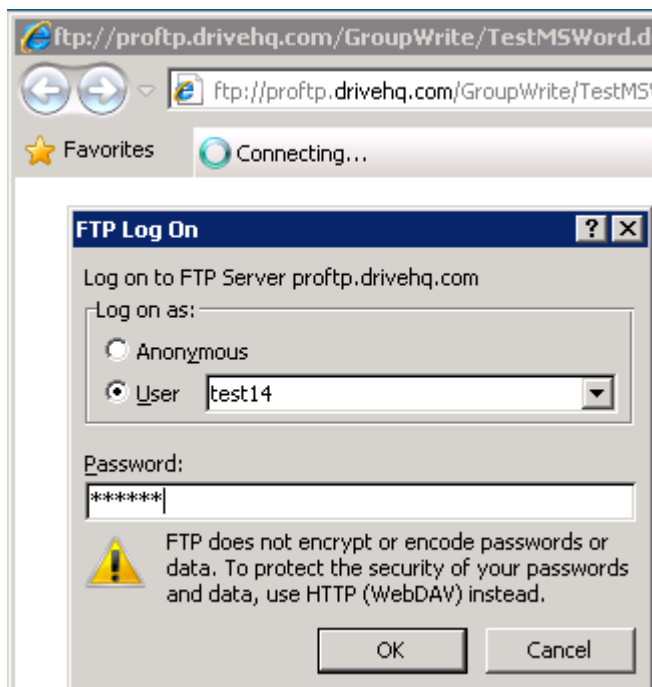 ftp://proftp.drivehq.com/GroupWrite/TestMSWord.d
ftp://proftp.drivehq.com/GroupWrite/TestMS
Favorites
Connecting...
FTP Log On
Log on to FTP Server proftp.drivehq.com
Log on as:
Anonymous
User test14
Password:
******
FTP does not encrypt or encode passwords or
data. To protect the security of your passwords
and data, use HTTP (WebDAV) instead.
OK Cancel